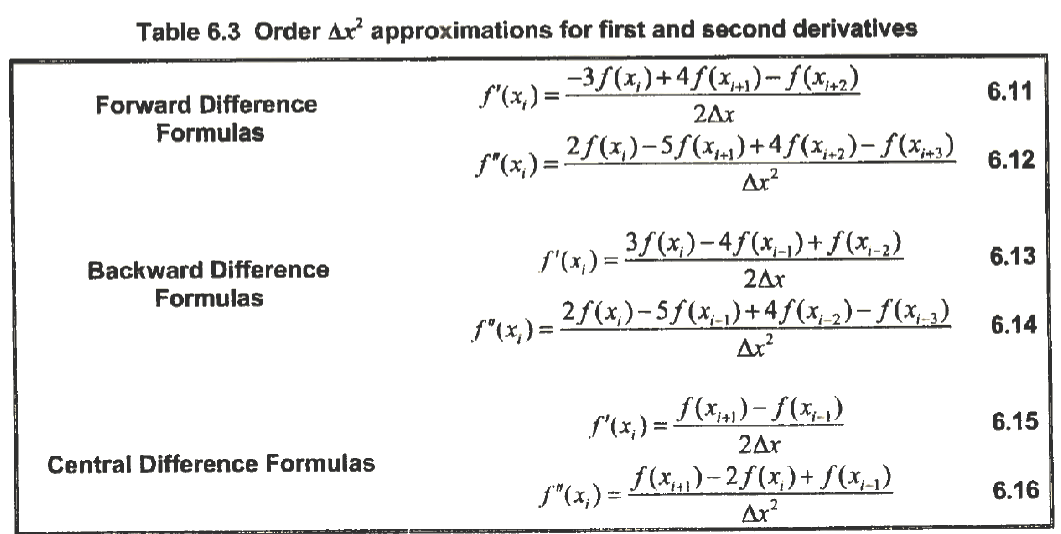 Table 6.3 Order Δx² approximations for first and second derivatives
Forward Difference Formulas
f'(xᵢ) = (−3f(xᵢ)+4f(xᵢ₊₁)−f(xᵢ₊₂)) / 2Δx 6.11
f"(xᵢ) = (2f(xᵢ)−5f(xᵢ₊₁)+4f(xᵢ₊₂)−f(xᵢ₊₃)) / Δx² 6.12
Backward Difference Formulas
f'(xᵢ) = (3f(xᵢ)−4f(xᵢ₋₁)+f(xᵢ₋₂)) / 2Δx 6.13
f"(xᵢ) = (2f(xᵢ)−5f(xᵢ₋₁)+4f(xᵢ₋₂)−f(xᵢ₋₃)) / Δx² 6.14
Central Difference Formulas
f'(xᵢ) = (f(xᵢ₊₁)−f(xᵢ₋₁)) / 2Δx 6.15
f"(xᵢ) = (f(xᵢ₊₁)−2f(xᵢ)+f(xᵢ₋₁)) / Δx² 6.16